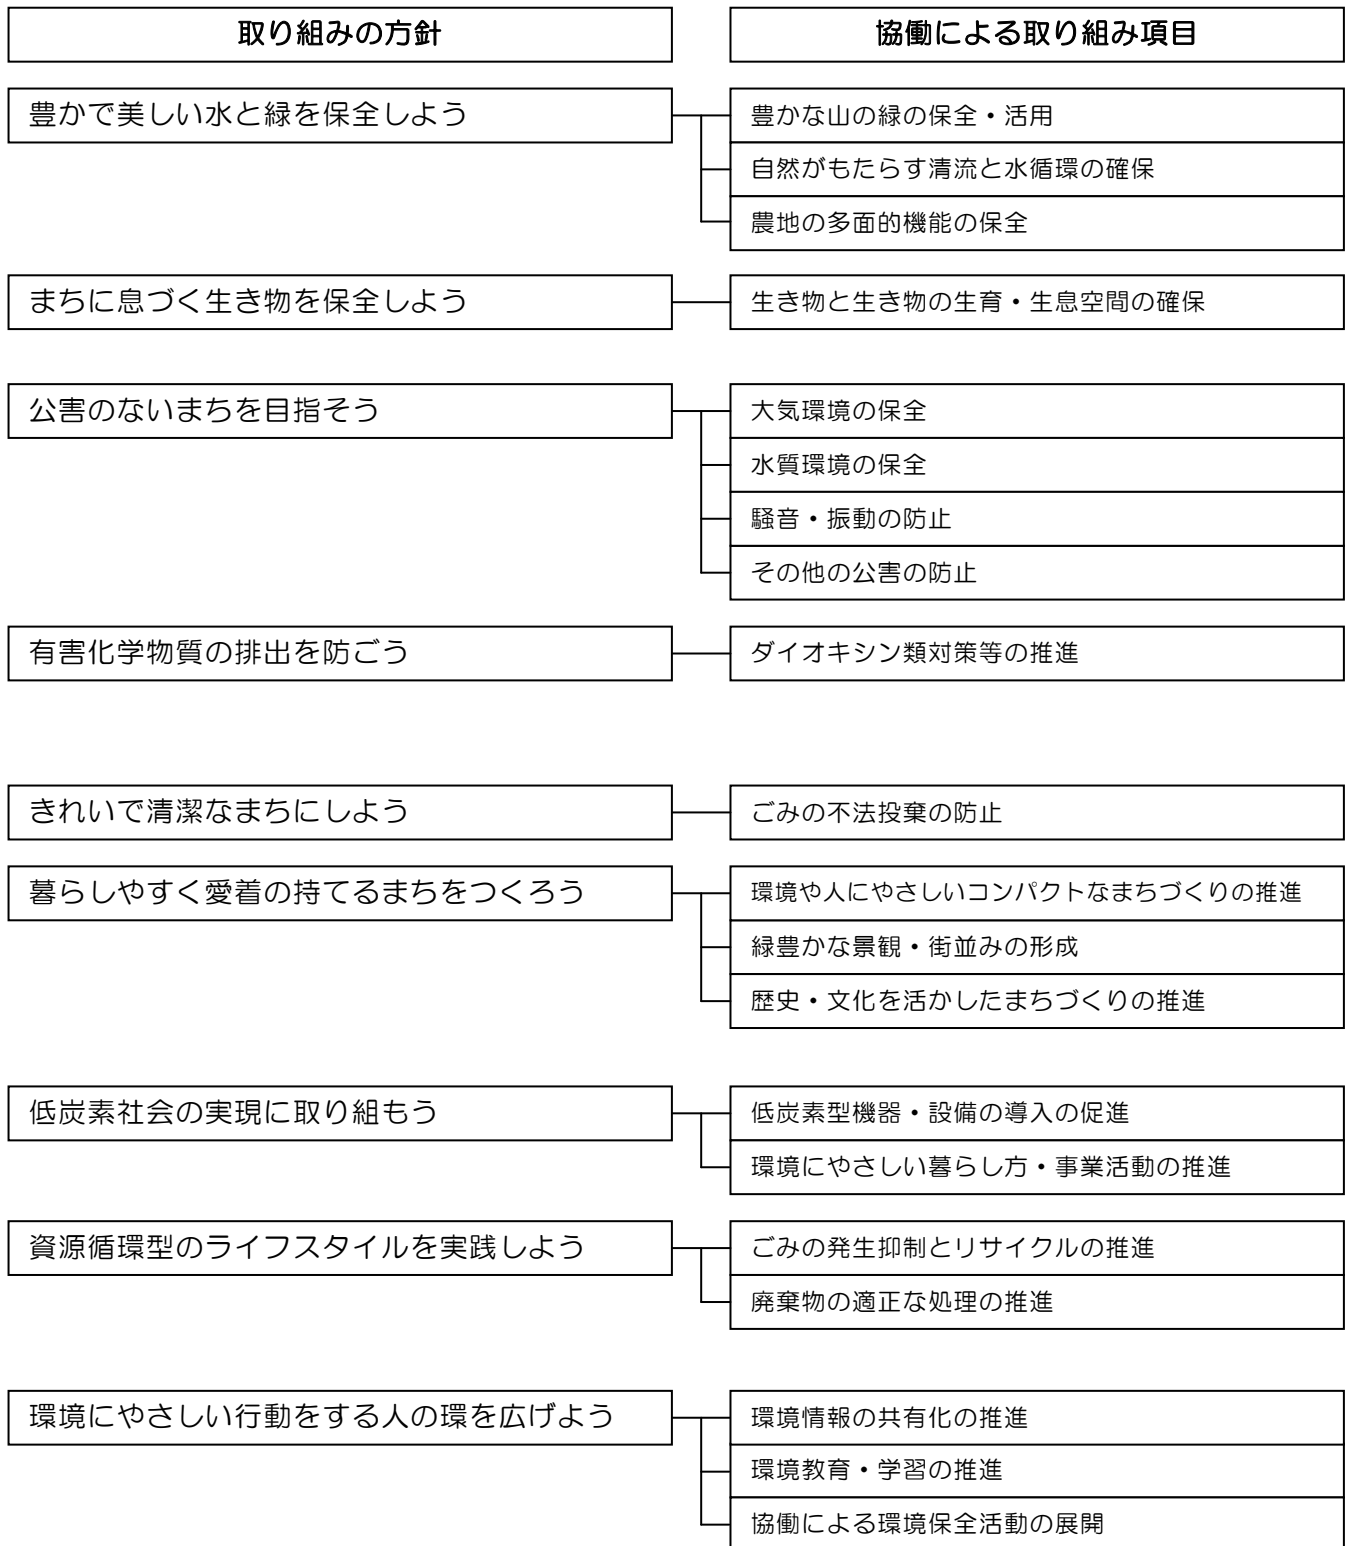 取り組みの方針
協働による取り組み項目
豊かで美しい水と緑を保全しよう
豊かな山の緑の保全・活用
自然がもたらす清流と水循環の確保
農地の多面的機能の保全
まちに息づく生き物を保全しよう
生き物と生き物の生育・生息空間の確保
公害のないまちを目指そう
大気環境の保全
水質環境の保全
騒音・振動の防止
その他の公害の防止
有害化学物質の排出を防ごう
ダイオキシン類対策等の推進
きれいで清潔なまちにしよう
ごみの不法投棄の防止
暮らしやすく愛着の持てるまちをつくろう
環境や人にやさしいコンパクトなまちづくりの推進
緑豊かな景観・街並みの形成
歴史・文化を活かしたまちづくりの推進
低炭素社会の実現に取り組もう
低炭素型機器・設備の導入の促進
環境にやさしい暮らし方・事業活動の推進
資源循環型のライフスタイルを実践しよう
ごみの発生抑制とリサイクルの推進
廃棄物の適正な処理の推進
環境にやさしい行動をする人の環を広げよう
環境情報の共有化の推進
環境教育・学習の推進
協働による環境保全活動の展開